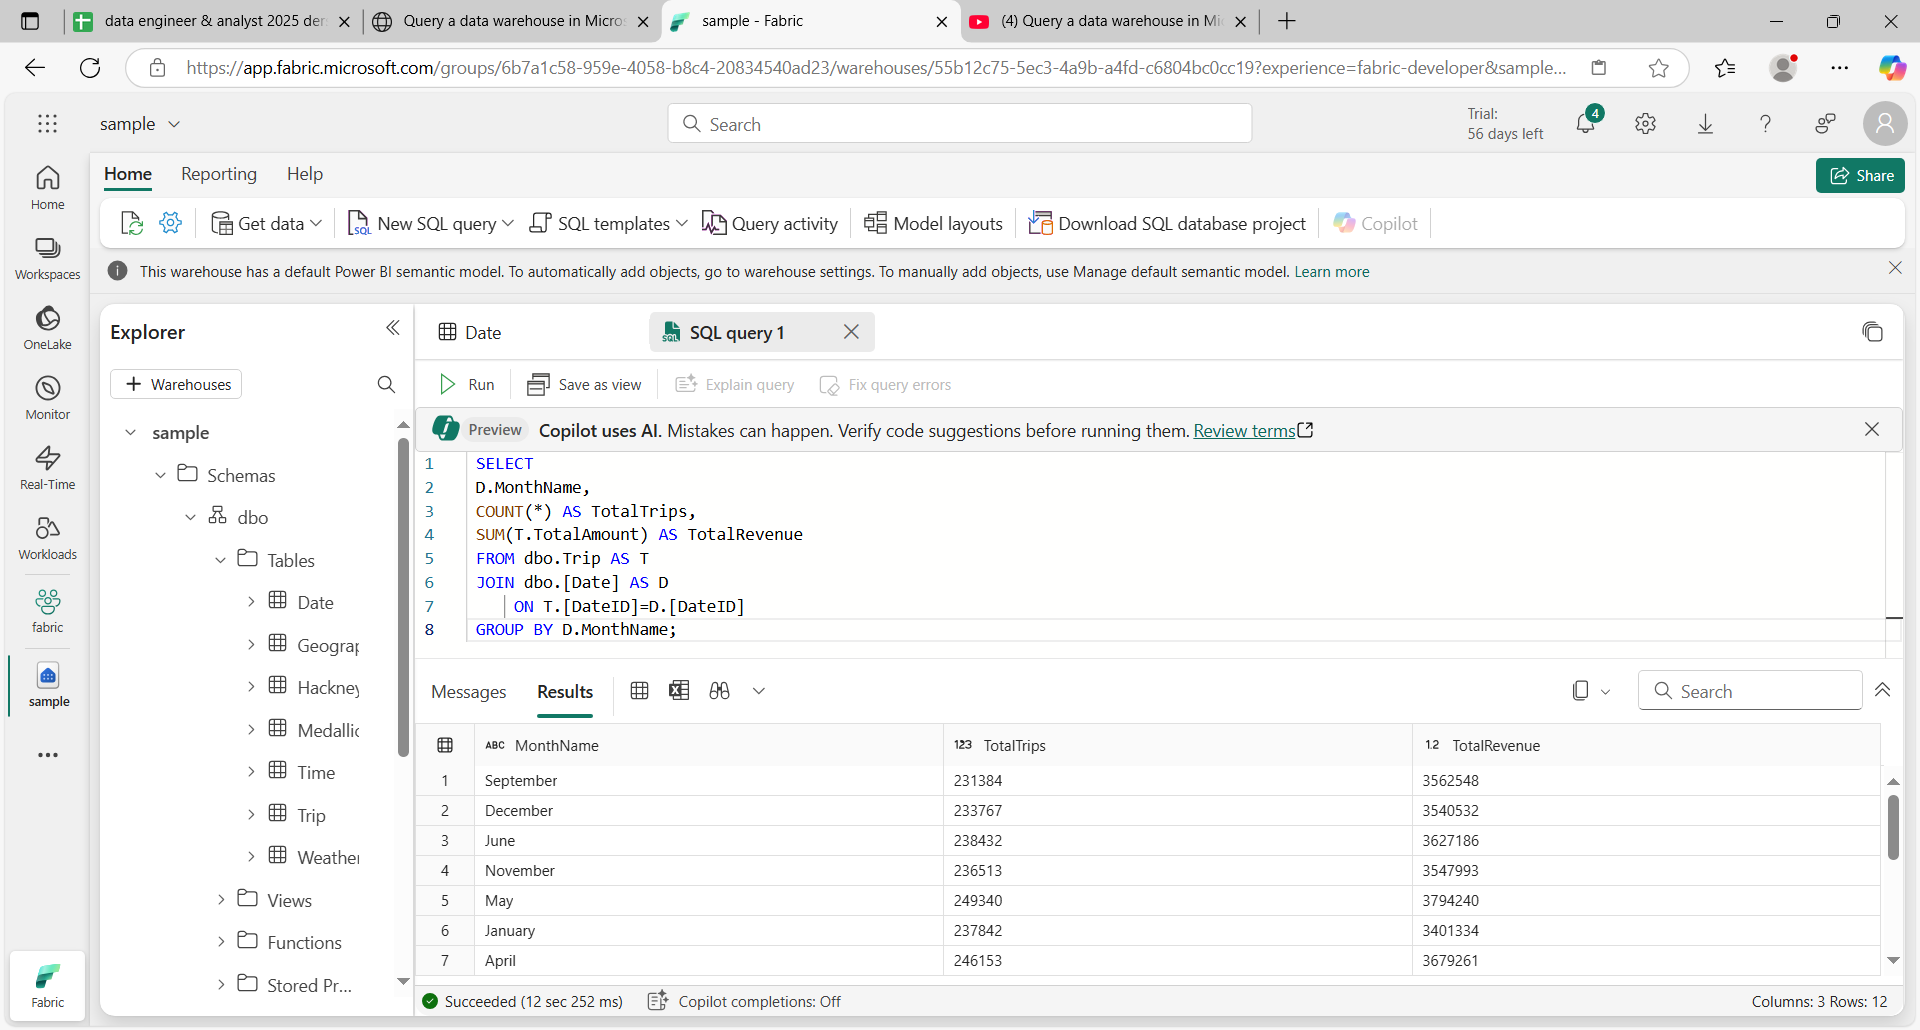 data engineer & analyst 2025 der
Query a data warehouse in Micros
sample - Fabric
(4) Query a data warehouse in Mi
https://app.fabric.microsoft.com/groups/6b7a1c58-959e-4058-b8c4-20834540ad23/warehouses/55b12c75-5ec3-4a9b-a4fd-c6804bc0cc19?experience=fabric-developer&sample...
sample
Search
Trial:
56 days left
4
Home
Reporting
Help
Share
Get data
New SQL query
SQL templates
Query activity
Model layouts
Download SQL database project
Copilot
This warehouse has a default Power BI semantic model. To automatically add objects, go to warehouse settings. To manually add objects, use Manage default semantic model. Learn more
Home
Workspaces
OneLake
Monitor
Real-Time
Workloads
fabric
sample
Fabric
Explorer
Warehouses
sample
Schemas
dbo
Tables
Date
Geograp
Hackney
Medallic
Time
Trip
Weather
Views
Functions
Stored Pr...
Date
SQL query 1
Run
Save as view
Explain query
Fix query errors
Preview
Copilot uses AI. Mistakes can happen. Verify code suggestions before running them. Review terms
1 SELECT
2 D.MonthName,
3 COUNT(*) AS TotalTrips,
4 SUM(T.TotalAmount) AS TotalRevenue
5 FROM dbo.Trip AS T
6 JOIN dbo.[Date] AS D
7 ON T.[DateID]=D.[DateID]
8 GROUP BY D.MonthName;
Messages
Results
Search
ABC MonthName 123 TotalTrips 1.2 TotalRevenue
1 September 231384 3562548
2 December 233767 3540532
3 June 238432 3627186
4 November 236513 3547993
5 May 249340 3794240
6 January 237842 3401334
7 April 246153 3679261
Succeeded (12 sec 252 ms)
Copilot completions: Off
Columns: 3 Rows: 12